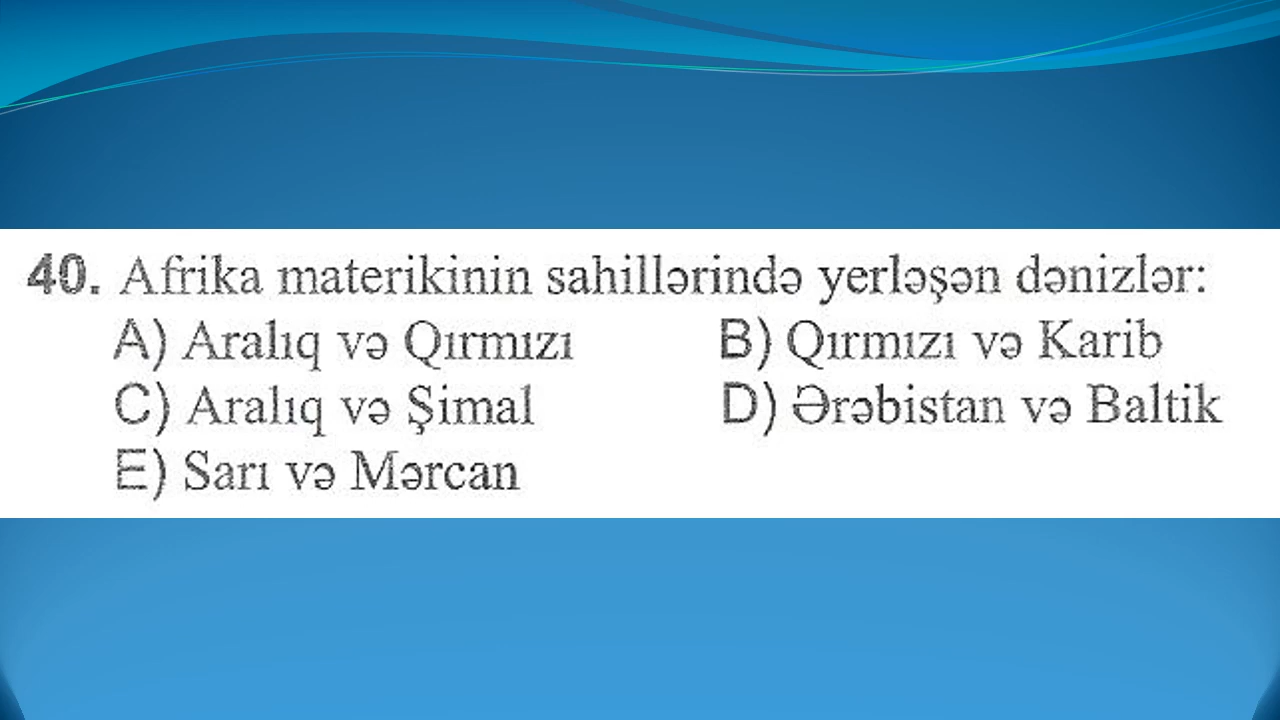 40. Afrika materikinin sahillərində yerləşən dənizlər:
A) Aralıq və Qırmızı B) Qırmızı və Karib
C) Aralıq və Şimal D) Ərəbistan və Baltik
E) Sarı və Mərcan